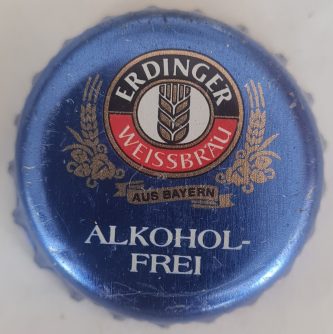 ERDINGER
WEISSBRÄU
AUS BAYERN
ALKOHOL-
FREI